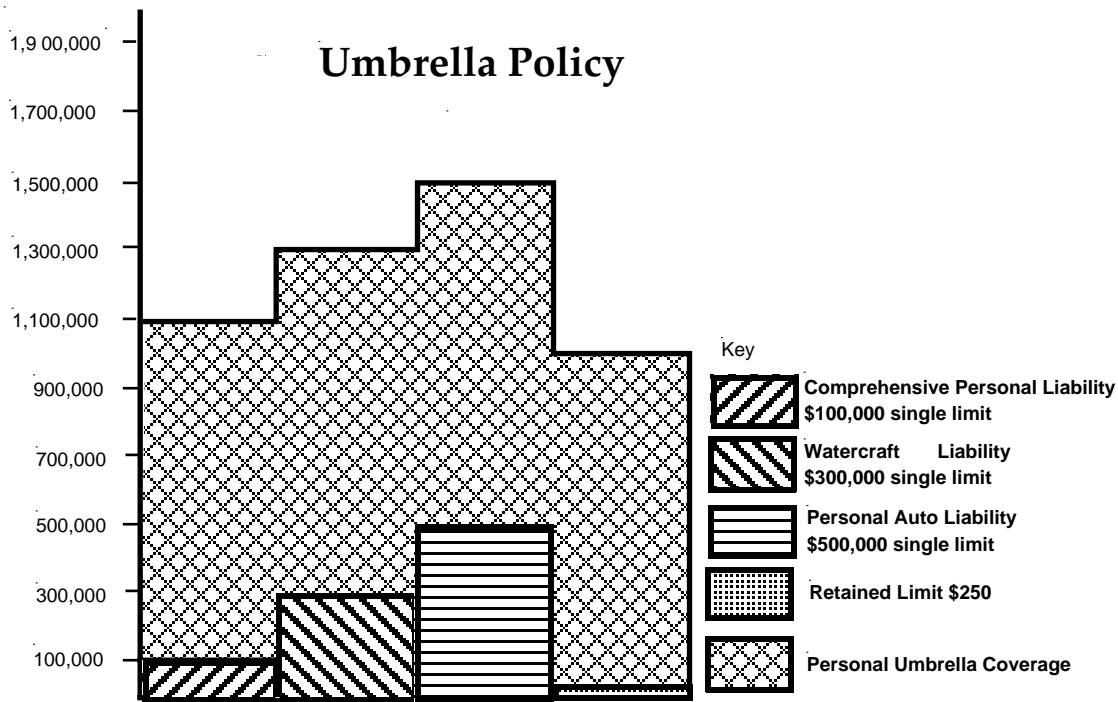 Umbrella Policy
1,9 00,000
1,700,000
1,500,000
1,300,000
1,100,000
900,000
700,000
500,000
300,000
100,000
Key
Comprehensive Personal Liability
$100,000 single limit
Watercraft Liability
$300,000 single limit
Personal Auto Liability
$500,000 single limit
Retained Limit $250
Personal Umbrella Coverage